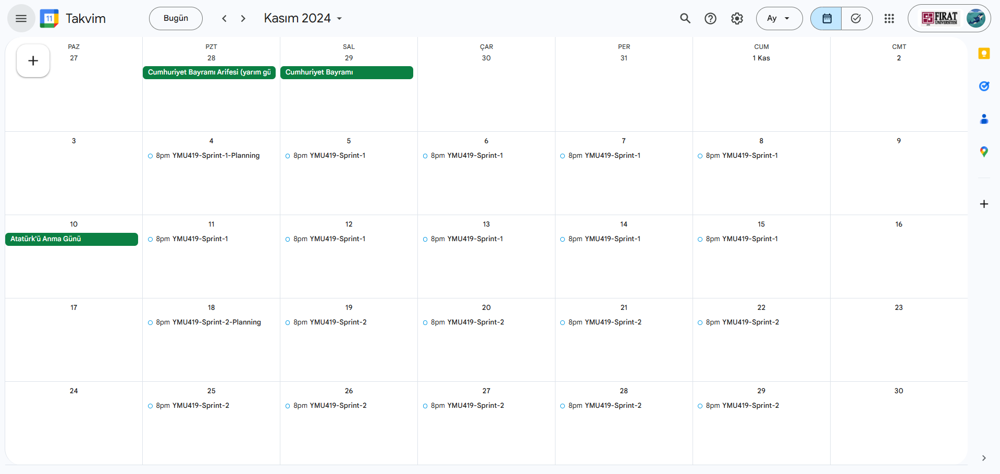 11 Takvim Bugün Kasım 2024 Ay FIRAT ÜNİVERSİTESİ
PAZ PZT SAL ÇAR PER CUM CMT
27 28 29 30 31 1 Kas 2
Cumhuriyet Bayramı Arifesi (yarım gü Cumhuriyet Bayramı
3 4 5 6 7 8 9
8pm YMU419-Sprint-1-Planning 8pm YMU419-Sprint-1 8pm YMU419-Sprint-1 8pm YMU419-Sprint-1 8pm YMU419-Sprint-1
10 11 12 13 14 15 16
Atatürk'ü Anma Günü 8pm YMU419-Sprint-1 8pm YMU419-Sprint-1 8pm YMU419-Sprint-1 8pm YMU419-Sprint-1 8pm YMU419-Sprint-1
17 18 19 20 21 22 23
8pm YMU419-Sprint-2-Planning 8pm YMU419-Sprint-2 8pm YMU419-Sprint-2 8pm YMU419-Sprint-2 8pm YMU419-Sprint-2
24 25 26 27 28 29 30
8pm YMU419-Sprint-2 8pm YMU419-Sprint-2 8pm YMU419-Sprint-2 8pm YMU419-Sprint-2 8pm YMU419-Sprint-2